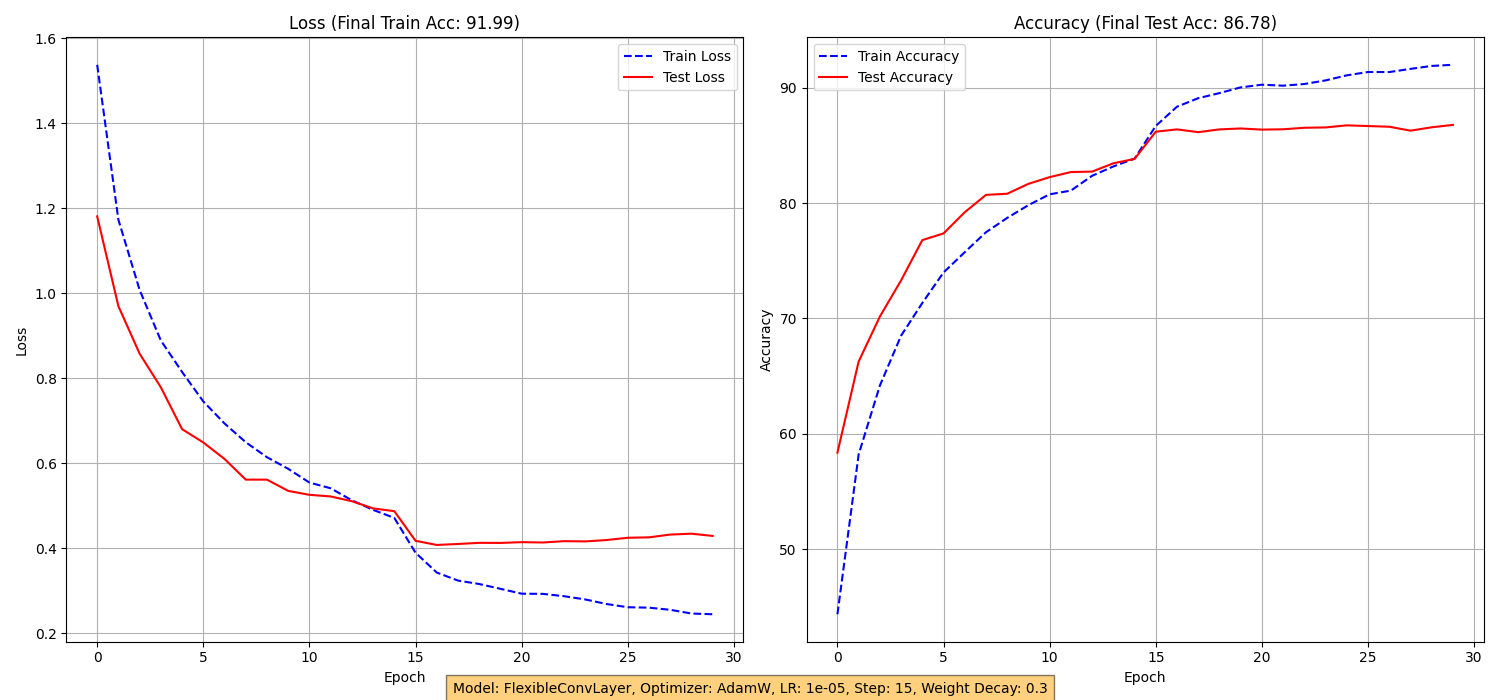 Loss (Final Train Acc: 91.99)
Train Loss
Test Loss
1.6
1.4
1.2
1.0
0.8
0.6
0.4
0.2
Loss
0 5 10 15 20 25 30
Epoch
Accuracy (Final Test Acc: 86.78)
Train Accuracy
Test Accuracy
90
80
70
60
50
Accuracy
0 5 10 15 20 25 30
Epoch
Model: FlexibleConvLayer, Optimizer: AdamW, LR: 1e-05, Step: 15, Weight Decay: 0.3